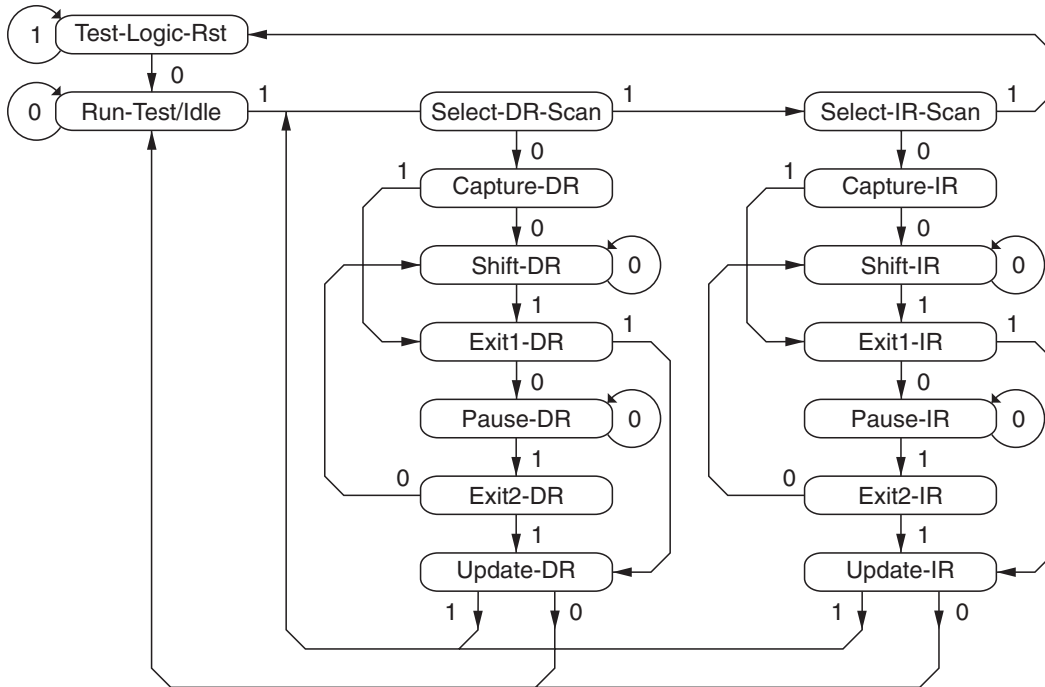 1 Test-Logic-Rst
0
0 Run-Test/Idle 1 Select-DR-Scan 1 Select-IR-Scan 1
0 0
1 Capture-DR 1 Capture-IR
0 0
Shift-DR 0 Shift-IR 0
1 1
Exit1-DR 1 Exit1-IR 1
0 0
Pause-DR 0 Pause-IR 0
1 1
0 Exit2-DR 0 Exit2-IR
1 1
Update-DR Update-IR
1 0 1 0